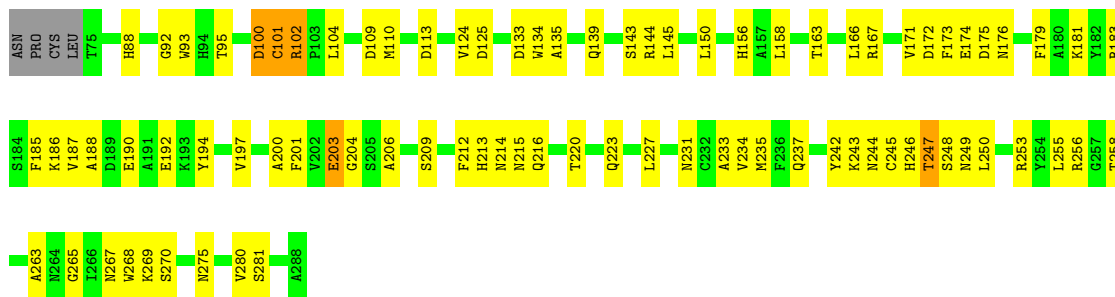 ASN PRO CYS LEU T75 H88 G92 W93 H94 T95 D100 G101 R102 P103 L104 D109 M110 D113 V124 D125 D133 W134 A135 Q139 S143 R144 L145 L150 H156 A157 L158 T163 L166 R167 V171 D172 F173 E174 D175 N176 F179 A180 K181 Y182
S184 F185 K186 V187 A188 D189 E190 A191 E192 K193 Y194 V197 A200 F201 V202 E203 G204 S205 A206 S209 F212 H213 N214 N215 Q216 T220 Q223 L227 N231 C232 A233 V234 M235 F236 Q237 Y242 K243 N244 C245 H246 T247 S248 N249 L250 R253 Y254 L255 R256 G257
A263 N264 G265 I266 N267 W268 K269 S270 N275 V280 S281 A288